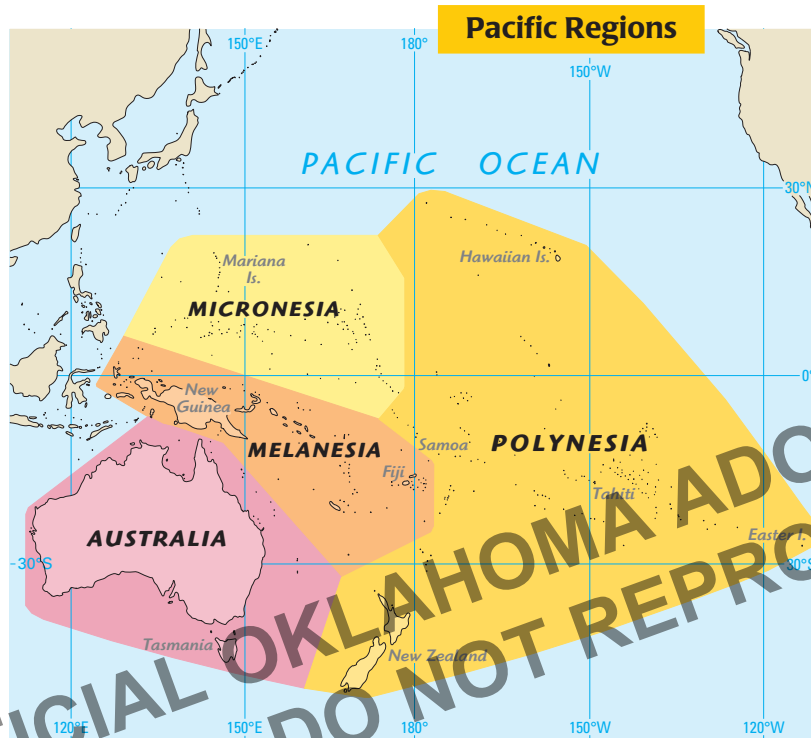 Pacific Regions
150°E
180°
150°W
PACIFIC OCEAN
30°N
Mariana
Is.
Hawaiian Is.
MICRONESIA
0°
New
Guinea
MELANESIA
Samoa
POLYNESIA
Fiji
Tahiti
AUSTRALIA
Easter I.
30°S
30°S
Tasmania
New Zealand
120°E
150°E
180°
150°W
120°W
ICIAL OKLAHOMA ADO
DO NOT REPRO